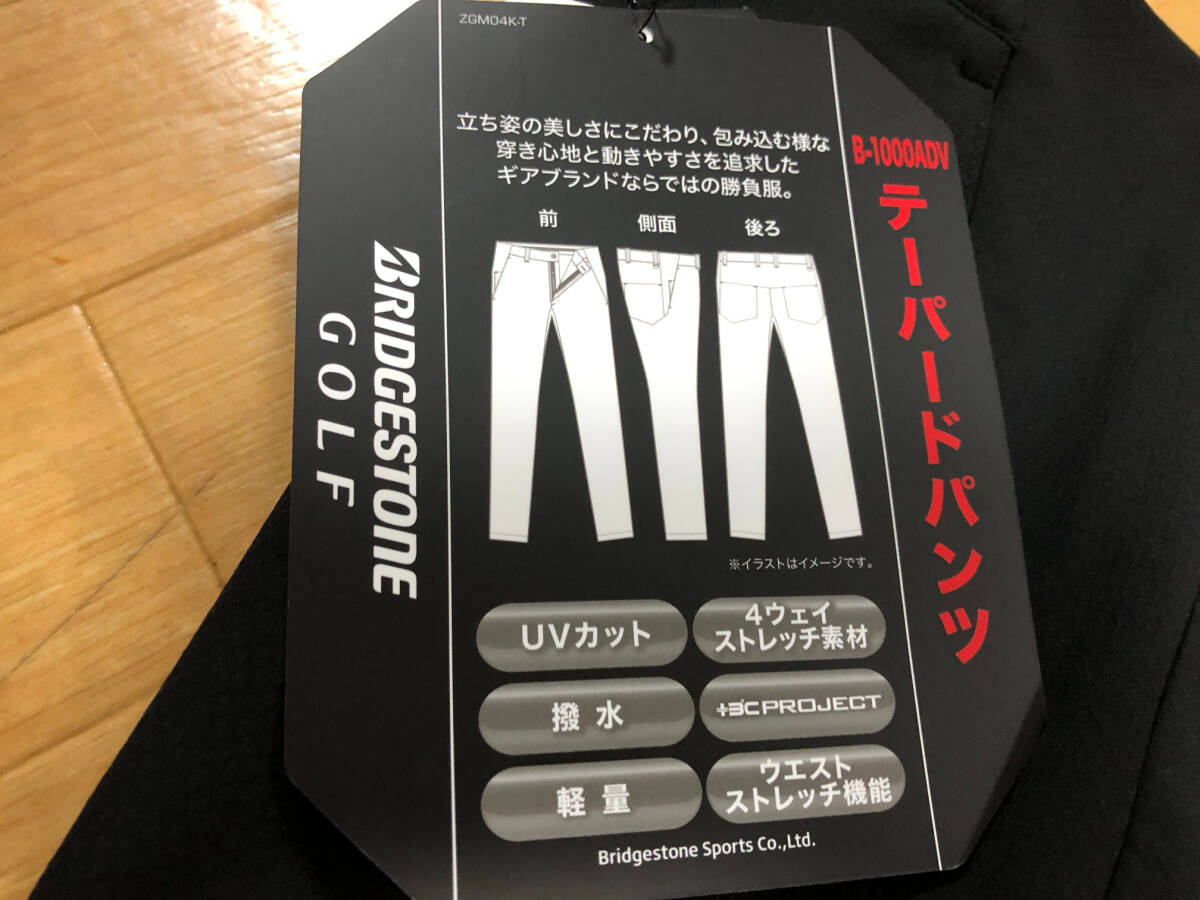 ZGM04K-T
立ち姿の美しさにこだわり、包み込む様な
穿き心地と動きやすさを追求した
ギアブランドならではの勝負服。
前 側面 後ろ
※イラストはイメージです。
B-1000ADV
テーパードパンツ
BRIDGESTONE
GOLF
UVカット
4ウェイ
ストレッチ素材
撥水
+3℃PROJECT
軽量
ウエスト
ストレッチ機能
Bridgestone Sports Co.,Ltd.